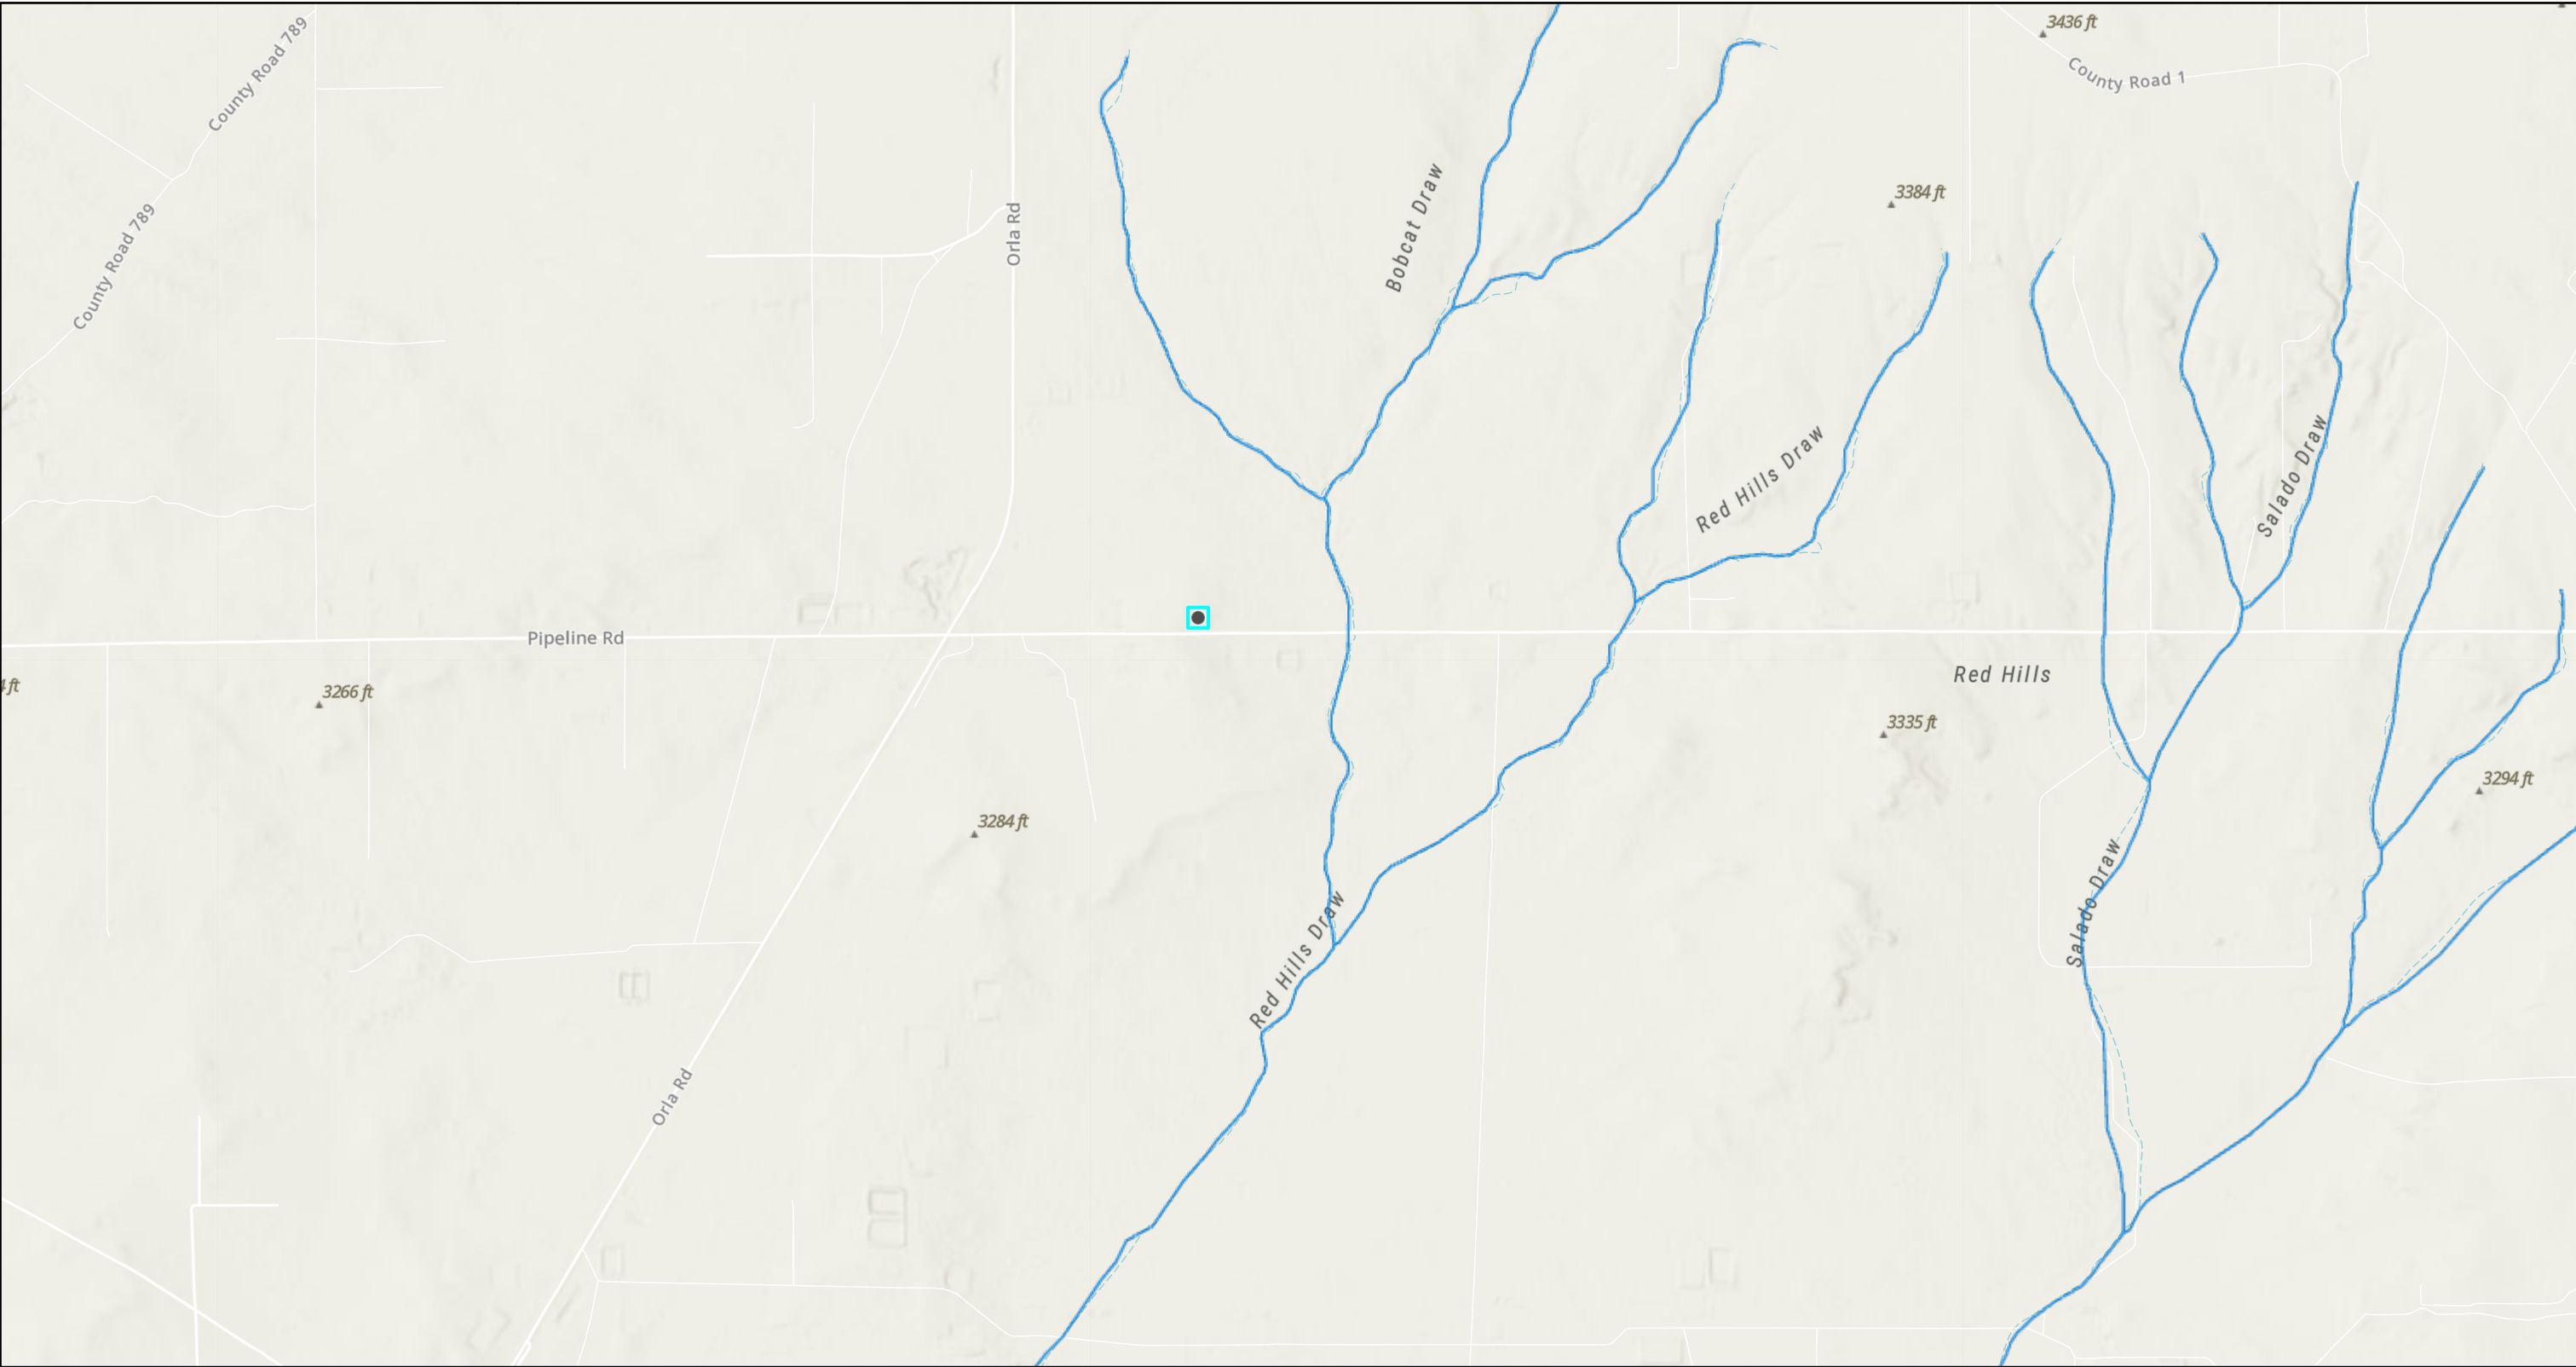 3436 ft
County Road 789
County Road 1
Bobcat Draw
3384 ft
Orla Rd
County Road 789
Red Hills Draw
Salado Draw
Pipeline Rd
Red Hills
4 ft
3266 ft
3335 ft
3294 ft
3284 ft
Salado Draw
Red Hills Draw
Orla Rd